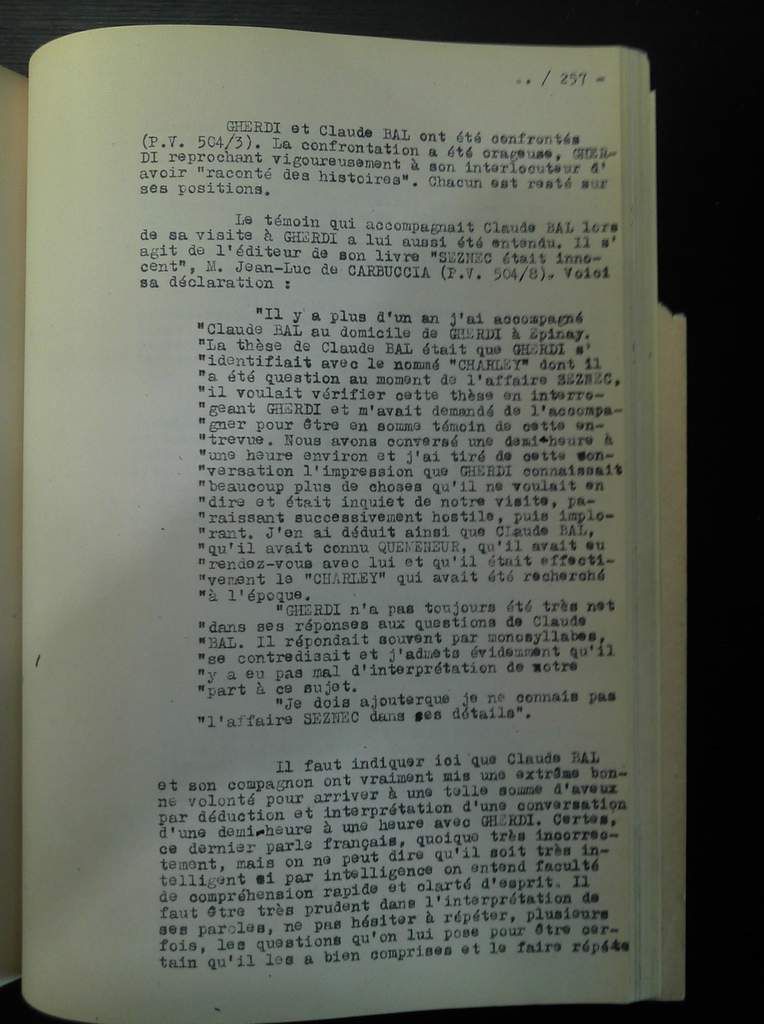 .. / 257 -
GHERDI et Claude BAL ont été confrontés
(P.V. 504/3). La confrontation a été orageuse, GHER-
DI reprochant vigoureusement à son interlocuteur d'
avoir "raconté des histoires". Chacun est resté sur
ses positions.
Le témoin qui accompagnait Claude BAL lors
de sa visite à GHERDI a lui aussi été entendu. Il s'
agit de l'éditeur de son livre "SEZNEC était inno-
cent", M. Jean-Luc de CARBUCCIA (P.V. 504/8). Voici
sa déclaration :
"Il y a plus d'un an j'ai accompagné
"Claude BAL au domicile de GHERDI à Epinay.
"La thèse de Claude BAL était que GHERDI s'
"identifiait avec le nommé "CHARLEY" dont il
"a été question au moment de l'affaire SEZNEC,
"il voulait vérifier cette thèse en interro-
"geant GHERDI et m'avait demandé de l'accompa-
"gner pour être en somme témoin de cette en-
"trevue. Nous avons conversé une demi-heure à
"une heure environ et j'ai tiré de cette con-
"versation l'impression que GHERDI connaissait
"beaucoup plus de choses qu'il ne voulait en
"dire et était inquiet de notre visite, pa-
"raissant successivement hostile, puis implo-
"rant. J'en ai déduit ainsi que Claude BAL,
"qu'il avait connu QUEMENEUR, qu'il avait eu
"rendez-vous avec lui et qu'il était effecti-
"vement le "CHARLEY" qui avait été recherché
"à l'époque.
"GHERDI n'a pas toujours été très net
"dans ses réponses aux questions de Claude
"BAL. Il répondait souvent par monosyllabes,
"se contredisait et j'admets évidemment qu'il
"y a eu pas mal d'interprétation de notre
"part à ce sujet.
"Je dois ajouterque je ne connais pas
"l'affaire SEZNEC dans ses détails".
Il faut indiquer ici que Claude BAL
et son compagnon ont vraiment mis une extrême bon-
ne volonté pour arriver à une telle somme d'aveux
par déduction et interprétation d'une conversation
d'une demi-heure à une heure avec GHERDI. Certes,
ce dernier parle français, quoique très incorrec-
tement, mais on ne peut dire qu'il soit très in-
telligent si par intelligence on entend faculté
de compréhension rapide et clarté d'esprit. Il
faut être très prudent dans l'interprétation de
ses paroles, ne pas hésiter à répéter, plusieurs
fois, les questions qu'on lui pose pour être cer-
tain qu'il les a bien comprises et le faire répéte